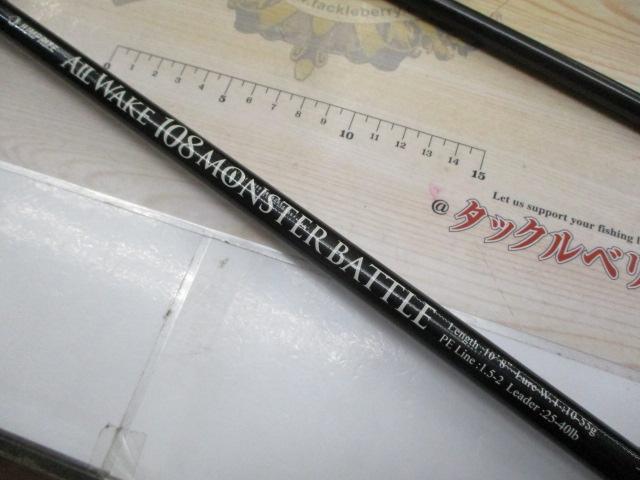 www.tackleberry
0 1 2 3 4 5 6 7 8 9 10 11 12 13 14 15
ALL WAKE 108 MONSTER BATTLE
Length :10' 8" Lure W.t :10-55g
PE Line :1.5-2 Leader :25-40lb
Let us support your fishing
@タックルベリ